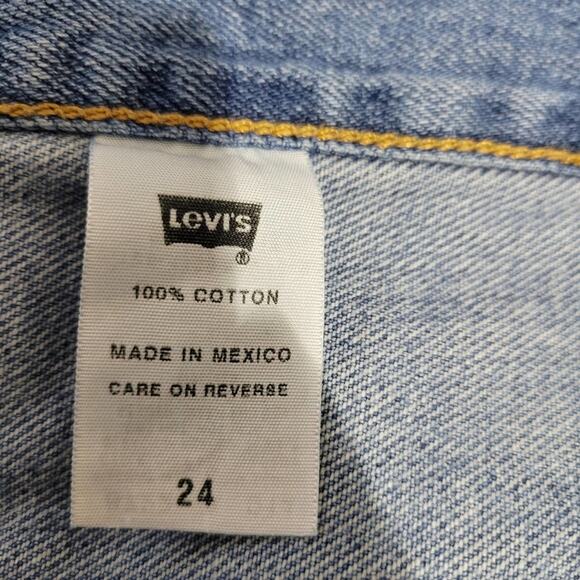 LEVI'S
®
100% COTTON
MADE IN MEXICO
CARE ON REVERSE
24